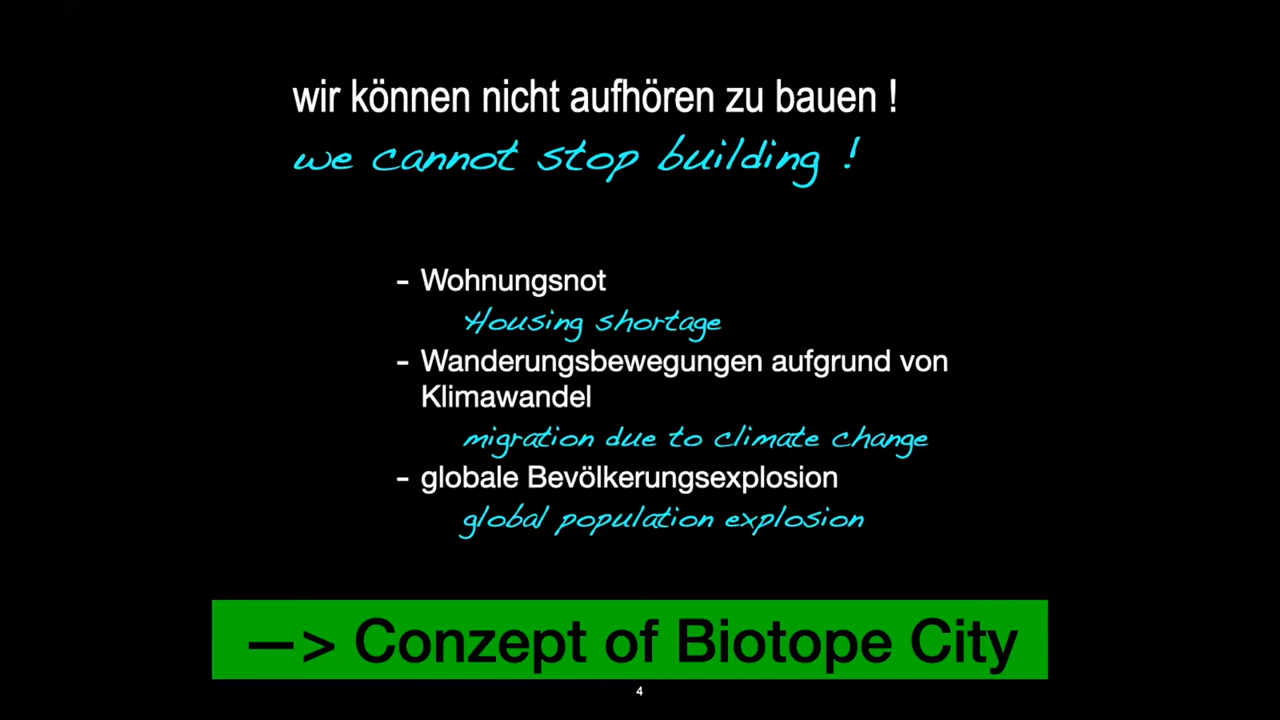 wir können nicht aufhören zu bauen !
we cannot stop building !
- Wohnungsnot
Housing shortage
- Wanderungsbewegungen aufgrund von
Klimawandel
migration due to climate change
- globale Bevölkerungsexplosion
global population explosion
—> Conzept of Biotope City
4